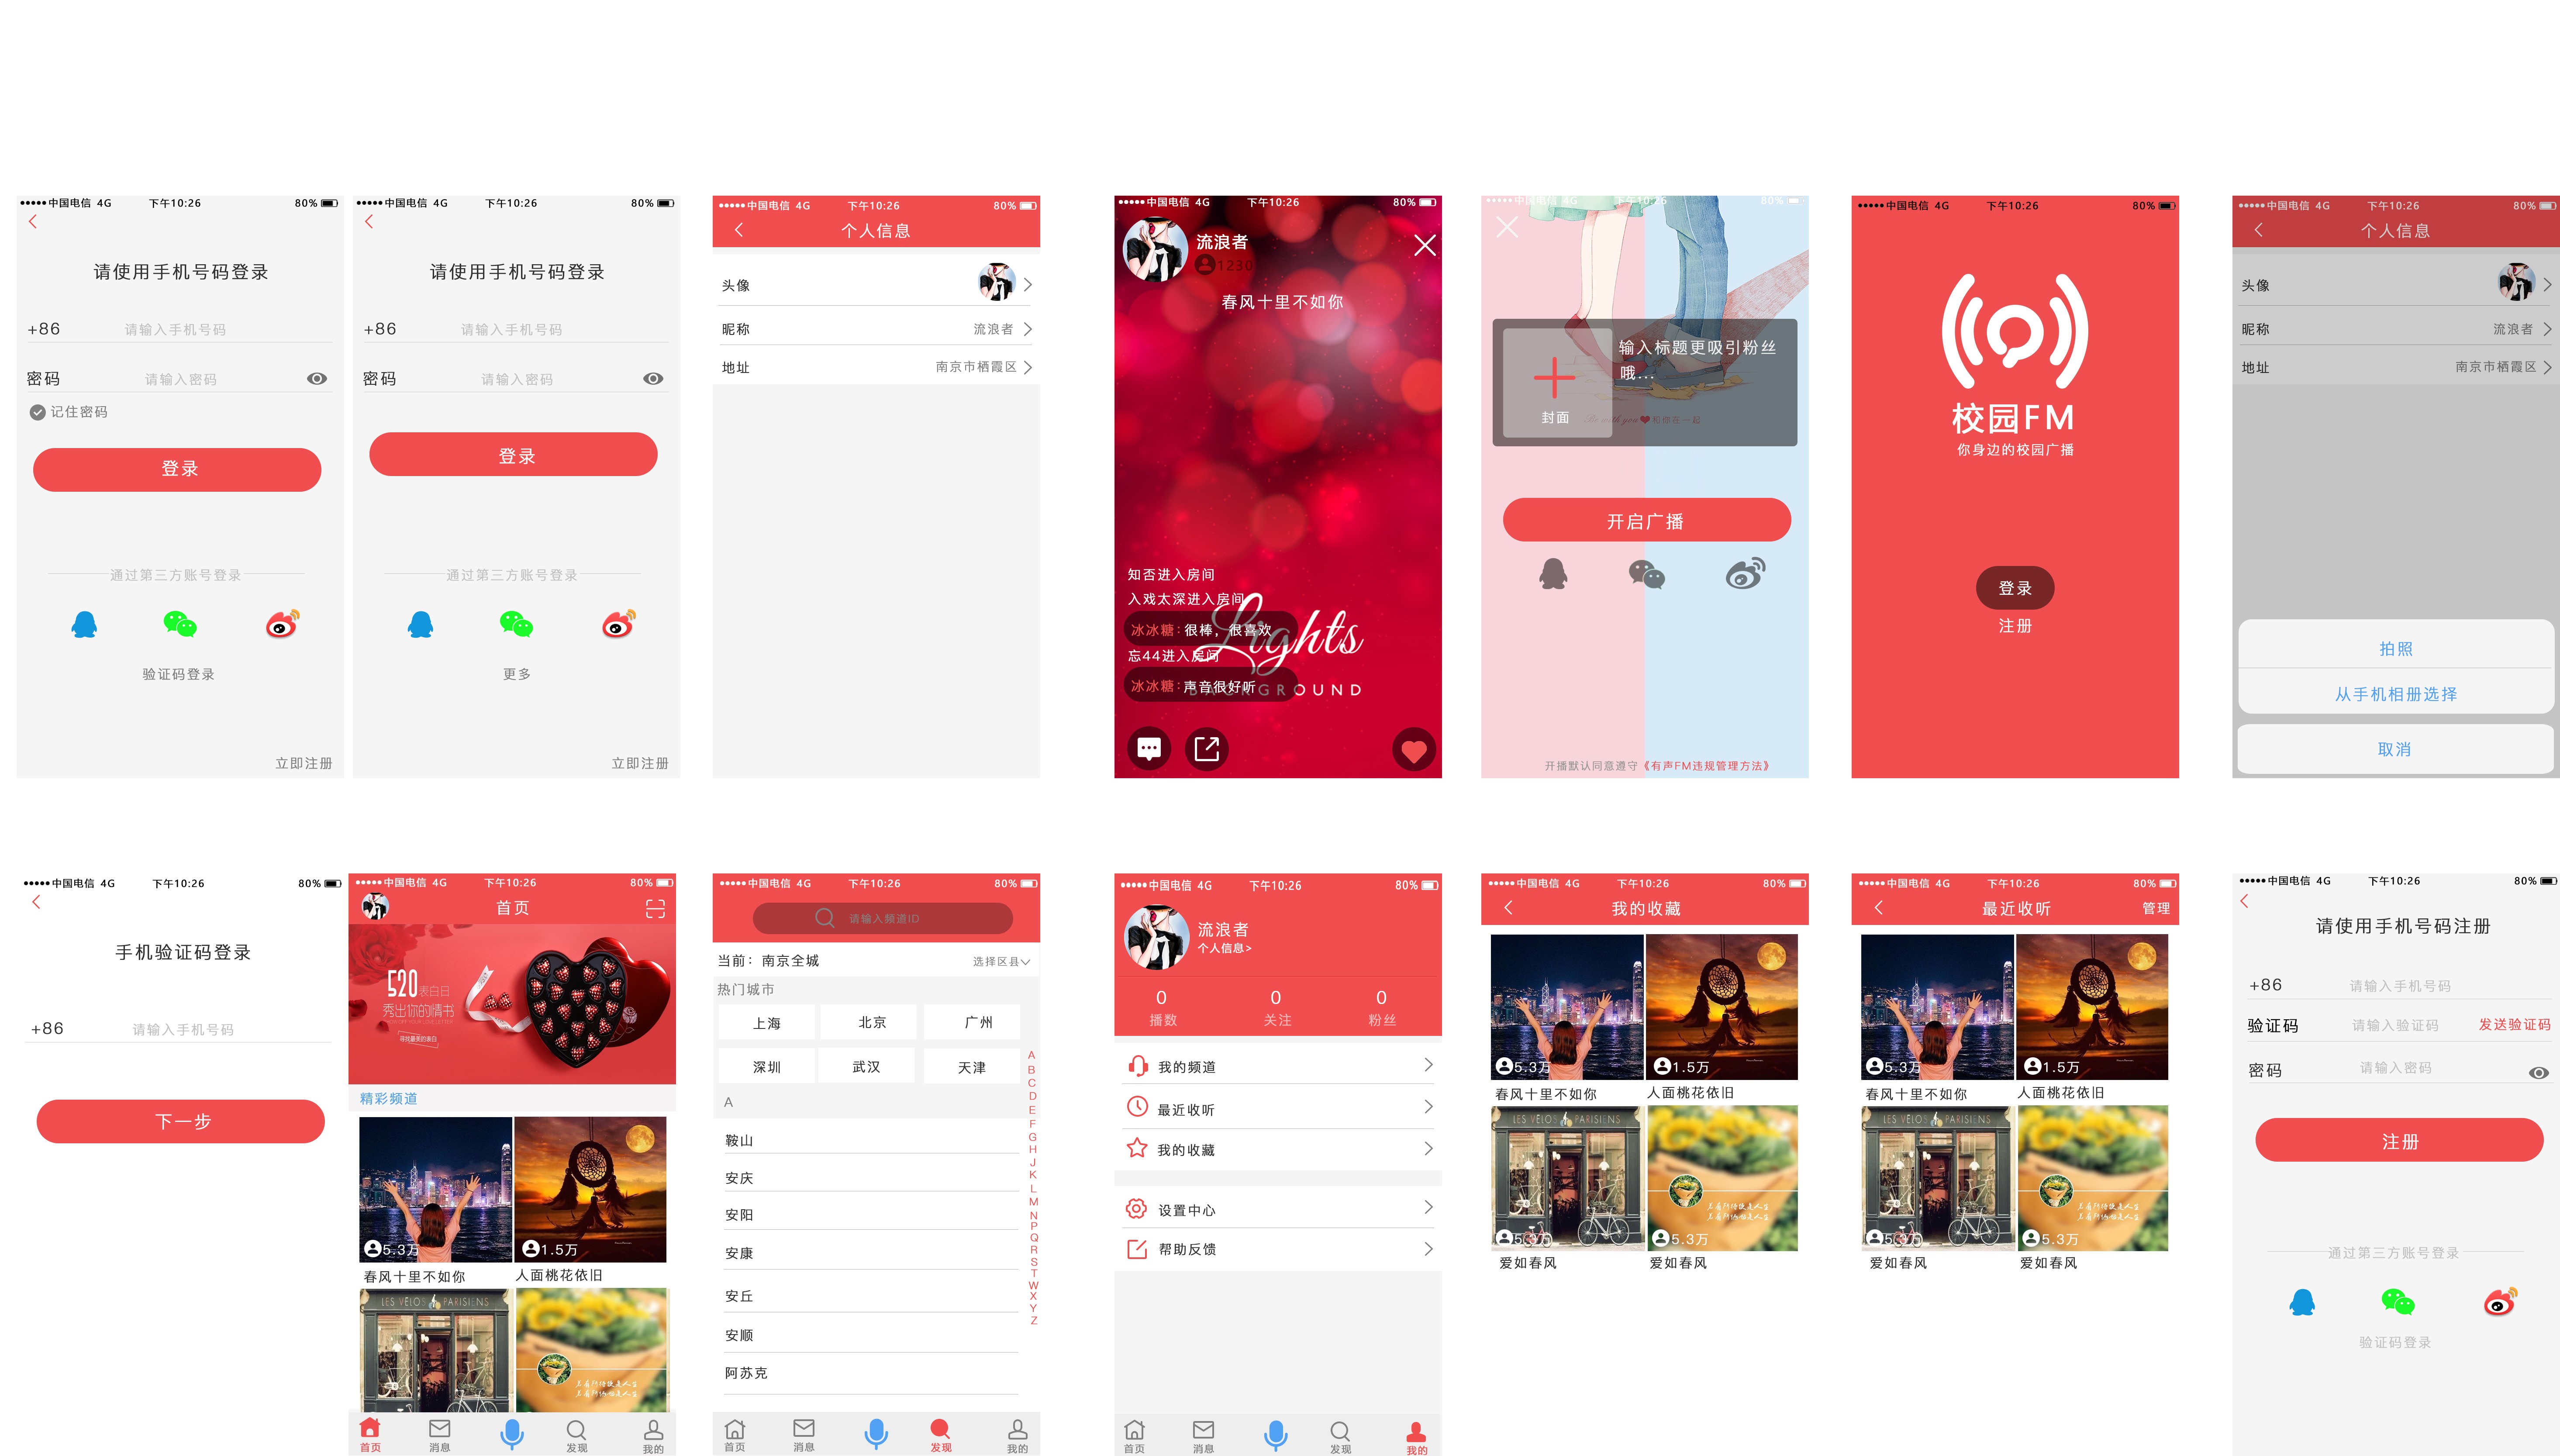 中国电信 4G 下午10:26 80%
请使用手机号码登录
+86 请输入手机号码
密码 请输入密码
记住密码
登录
通过第三方账号登录
验证码登录
立即注册
中国电信 4G 下午10:26 80%
请使用手机号码登录
+86 请输入手机号码
密码 请输入密码
登录
通过第三方账号登录
更多
立即注册
中国电信 4G 下午10:26 80%
个人信息
头像
昵称 流浪者
地址 南京市栖霞区
中国电信 4G 下午10:26 80%
流浪者
1230
春风十里不如你
知否进入房间
入戏太深进入房间
冰冰糖：很棒，很喜欢
忘44进入房间
冰冰糖：声音很好听
Lights
BACKGROUND
中国电信 4G 下午10:26 80%
输入标题更吸引粉丝
哦...
封面
Be with you 和你在一起
开启广播
开播默认同意遵守《有声FM违规管理方法》
中国电信 4G 下午10:26 80%
校园FM
你身边的校园广播
登录
注册
中国电信 4G 下午10:26 80%
个人信息
头像
昵称 流浪者
地址 南京市栖霞区
拍照
从手机相册选择
取消
中国电信 4G 下午10:26 80%
手机验证码登录
+86 请输入手机号码
下一步
中国电信 4G 下午10:26 80%
首页
520表白日
秀出你的情书
精彩频道
5.3万 1.5万
春风十里不如你 人面桃花依旧
LES VÉLOS PARISIENS
首页 消息 发现 我的
中国电信 4G 下午10:26 80%
请输入频道ID
当前：南京全城 选择区县
热门城市
上海 北京 广州
深圳 武汉 天津
A
鞍山
安庆
安阳
安康
安丘
安顺
阿苏克
A
B
C
D
E
F
G
H
J
K
L
M
N
P
Q
R
S
T
W
X
Y
Z
首页 消息 发现 我的
中国电信 4G 下午10:26 80%
流浪者
个人信息>
0 0 0
播数 关注 粉丝
我的频道
最近收听
我的收藏
设置中心
帮助反馈
首页 消息 发现 我的
中国电信 4G 下午10:26 80%
我的收藏
5.3万 1.5万
春风十里不如你 人面桃花依旧
LES VÉLOS PARISIENS
5.3万 5.3万
爱如春风 爱如春风
中国电信 4G 下午10:26 80%
最近收听 管理
5.3万 1.5万
春风十里不如你 人面桃花依旧
LES VÉLOS PARISIENS
5.3万 5.3万
爱如春风 爱如春风
中国电信 4G 下午10:26 80%
请使用手机号码注册
+86 请输入手机号码
验证码 请输入验证码 发送验证码
密码 请输入密码
注册
通过第三方账号登录
验证码登录